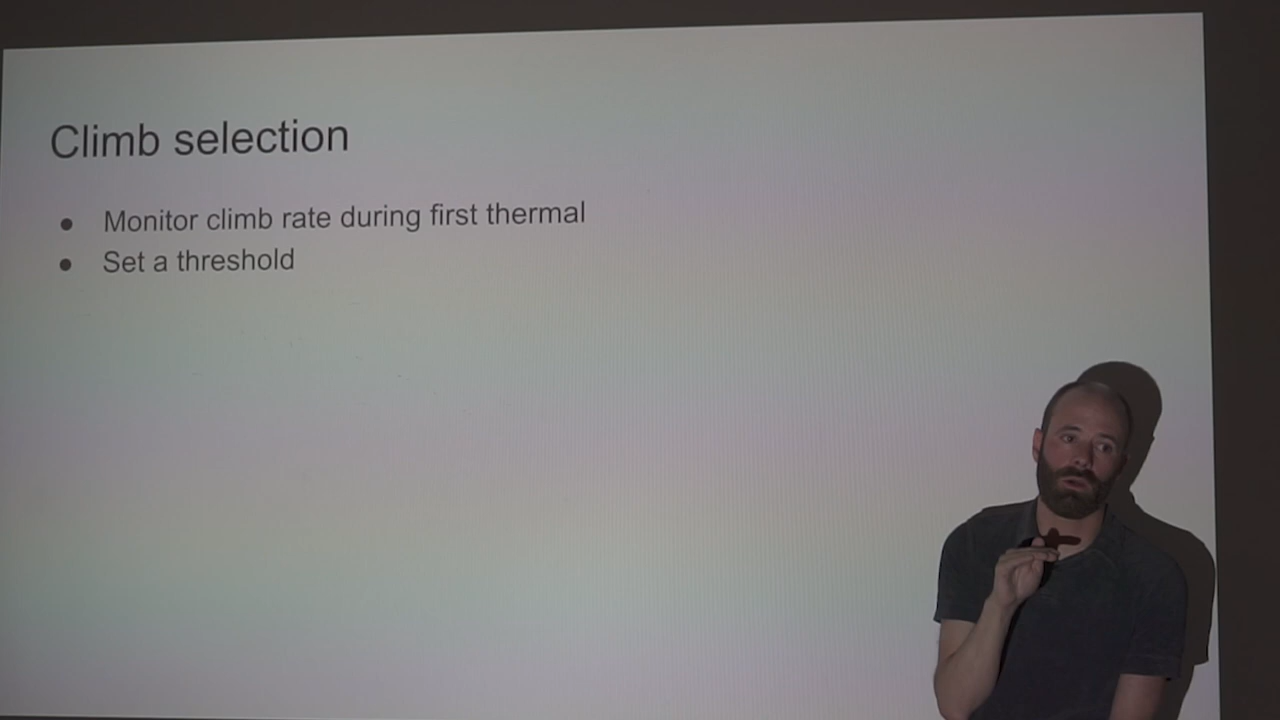 Climb selection
● Monitor climb rate during first thermal
● Set a threshold